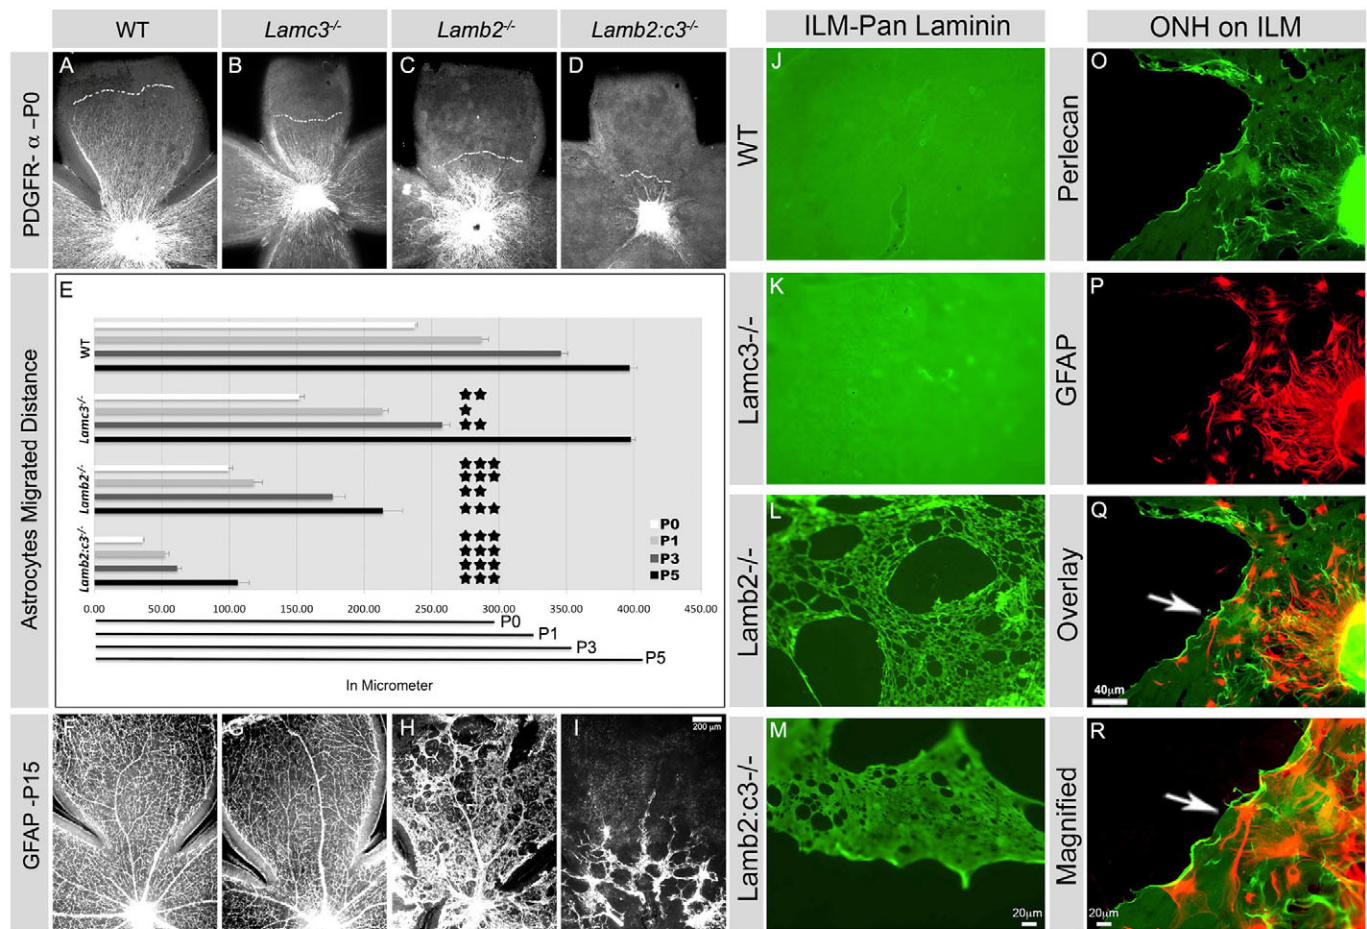 WT Lamc3-/- Lamb2-/- Lamb2:c3-/- ILM-Pan Laminin ONH on ILM
PDGFR- α –P0
A B C D
WT
J
Perlecan
O
Astrocytes Migrated Distance
E
WT
Lamc3-/-
Lamb2-/-
Lamb2:c3-/-
P0
P1
P3
P5
0.00 50.00 100.00 150.00 200.00 250.00 300.00 350.00 400.00 450.00
P0
P1
P3
P5
In Micrometer
Lamc3-/-
K
GFAP
P
Lamb2-/-
L
Overlay
Q
40μm
GFAP -P15
F G H I
200 μm
Lamb2:c3-/-
M
20μm
Magnified
R
20μm